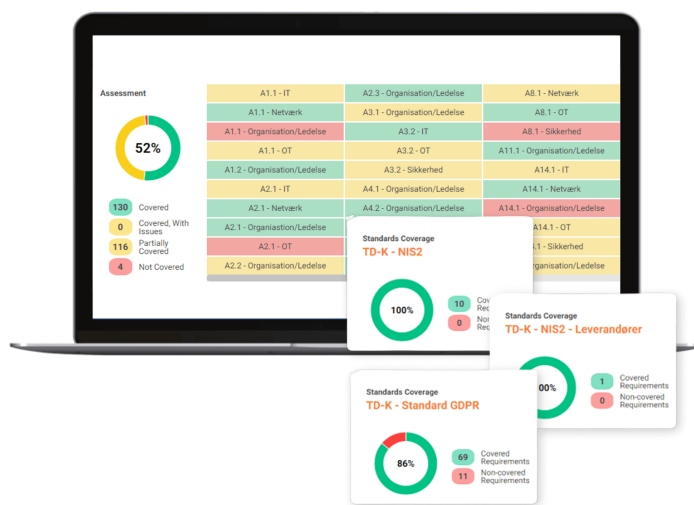 Assessment
52%
130 Covered
0 Covered, With
Issues
116 Partially
Covered
4 Not Covered
A1.1 - IT
A2.3 - Organisation/Ledelse
A8.1 - Netværk
A1.1 - Netværk
A3.1 - Organisation/Ledelse
A8.1 - OT
A1.1 - Organisation/Ledelse
A3.2 - IT
A8.1 - Sikkerhed
A1.1 - OT
A3.2 - OT
A11.1 - Organisation/Ledelse
A1.2 - Organisation/Ledelse
A3.2 - Sikkerhed
A14.1 - IT
A2.1 - IT
A4.1 - Organisation/Ledelse
A14.1 - Netværk
A2.1 - Netværk
A4.2 - Organisation/Ledelse
A14.1 - Organisation/Ledelse
A2.1 - Organisation/Ledelse
A14.1 - OT
A2.1 - OT
.1 - Sikkerhed
A2.2 - Organisation/Ledelse
rganisation/Ledelse
Standards Coverage
TD-K - NIS2
100%
10
Requ
0
Requ
Standards Coverage
TD-K - NIS2 - Leverandører
00%
1 Covered
Requirements
0 Non-covered
Requirements
Standards Coverage
TD-K - Standard GDPR
86%
69 Covered
Requirements
11 Non-covered
Requirements